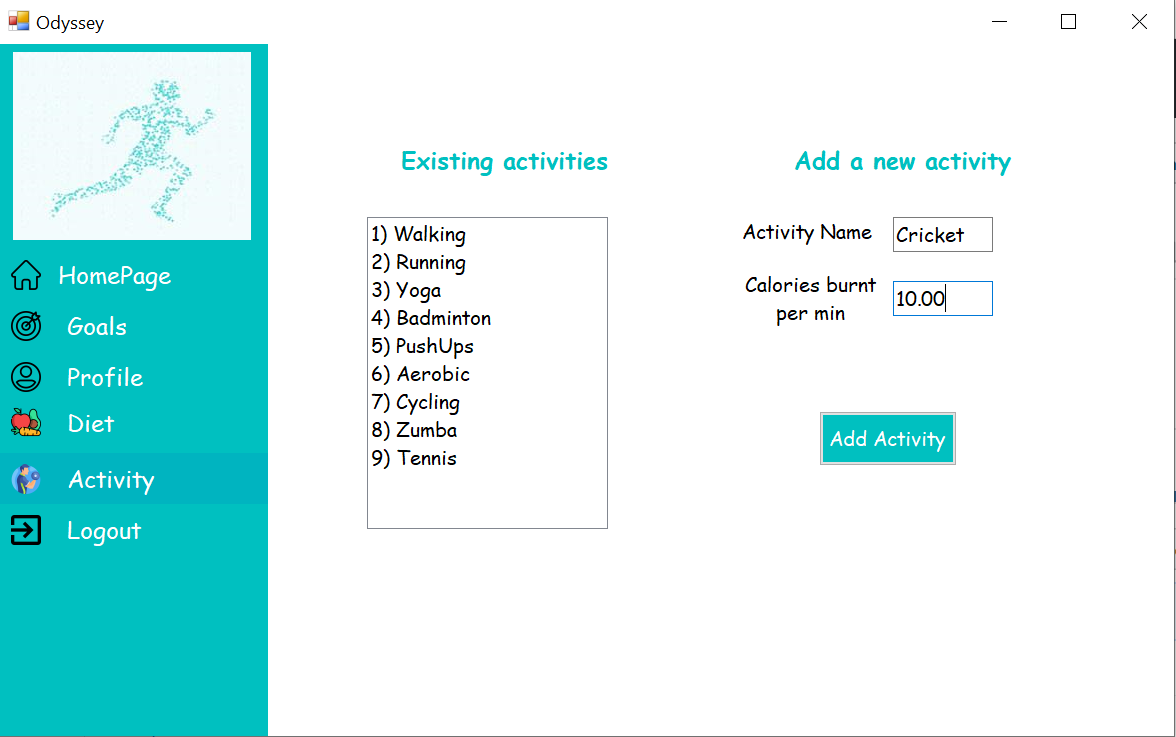 Odyssey
HomePage
Goals
Profile
Diet
Activity
Logout
Existing activities
1) Walking
2) Running
3) Yoga
4) Badminton
5) PushUps
6) Aerobic
7) Cycling
8) Zumba
9) Tennis
Add a new activity
Activity Name
Cricket
Calories burnt
per min
10.00
Add Activity